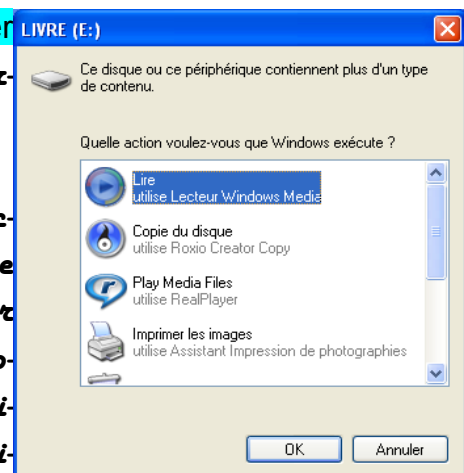 LIVRE (E:)
Ce disque ou ce périphérique contiennent plus d'un type
de contenu.
Quelle action voulez-vous que Windows exécute ?
Lire
utilise Lecteur Windows Media
Copie du disque
utilise Roxio Creator Copy
Play Media Files
utilise RealPlayer
Imprimer les images
utilise Assistant Impression de photographies
OK
Annuler